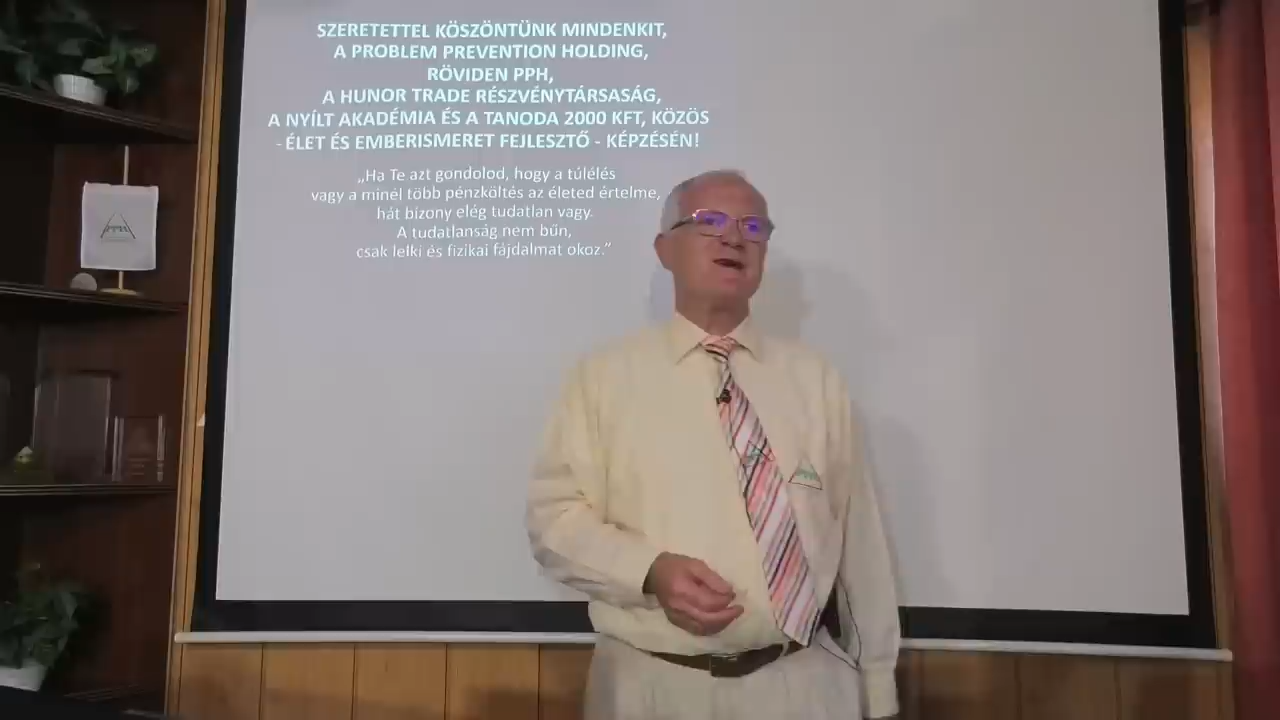 SZERETETTEL KÖSZÖNTÜNK MINDENKIT,
A PROBLEM PREVENTION HOLDING,
RÖVIDEN PPH,
A HUNOR TRADE RÉSZVÉNYTÁRSASÁG,
A NYÍLT AKADÉMIA ÉS A TANODA 2000 KFT, KÖZÖS
- ÉLET ÉS EMBERISMERET FEJLESZTŐ - KÉPZÉSÉN!
„Ha Te azt gondolod, hogy a túlélés
vagy a minél több pénzköltés az életed értelme,
hát bizony elég tudatlan vagy.
A tudatlanság nem bűn,
csak lelki és fizikai fájdalmat okoz.”